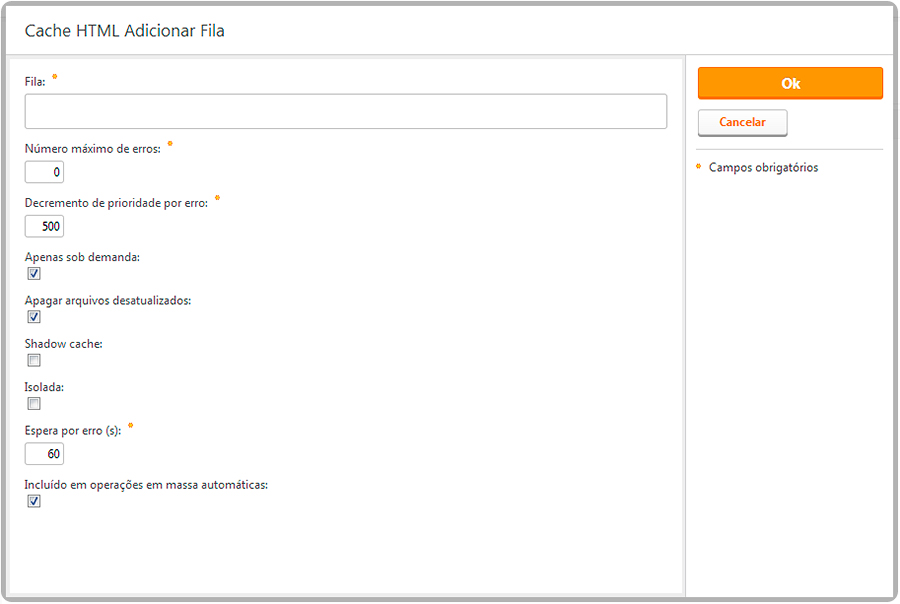 Cache HTML Adicionar Fila
Fila: *
Número máximo de erros: *
0
Decremento de prioridade por erro: *
500
Apenas sob demanda:
Apagar arquivos desatualizados:
Shadow cache:
Isolada:
Espera por erro (s): *
60
Incluído em operações em massa automáticas:
Ok
Cancelar
* Campos obrigatórios